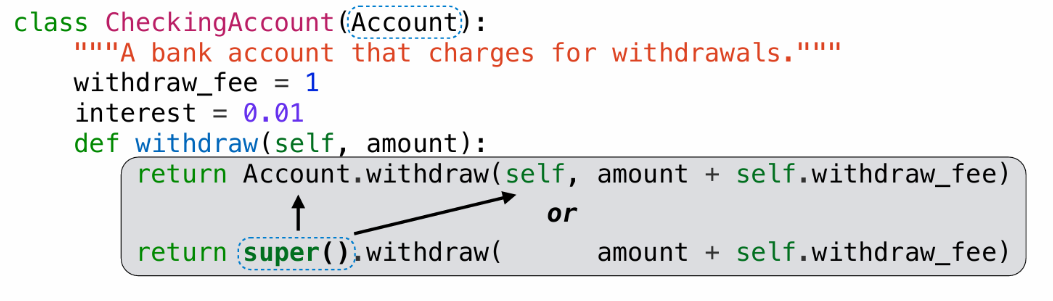 class CheckingAccount(Account):
    """A bank account that charges for withdrawals."""
    withdraw_fee = 1
    interest = 0.01
    def withdraw(self, amount):
        return Account.withdraw(self, amount + self.withdraw_fee)
                                or
        return super().withdraw(      amount + self.withdraw_fee)